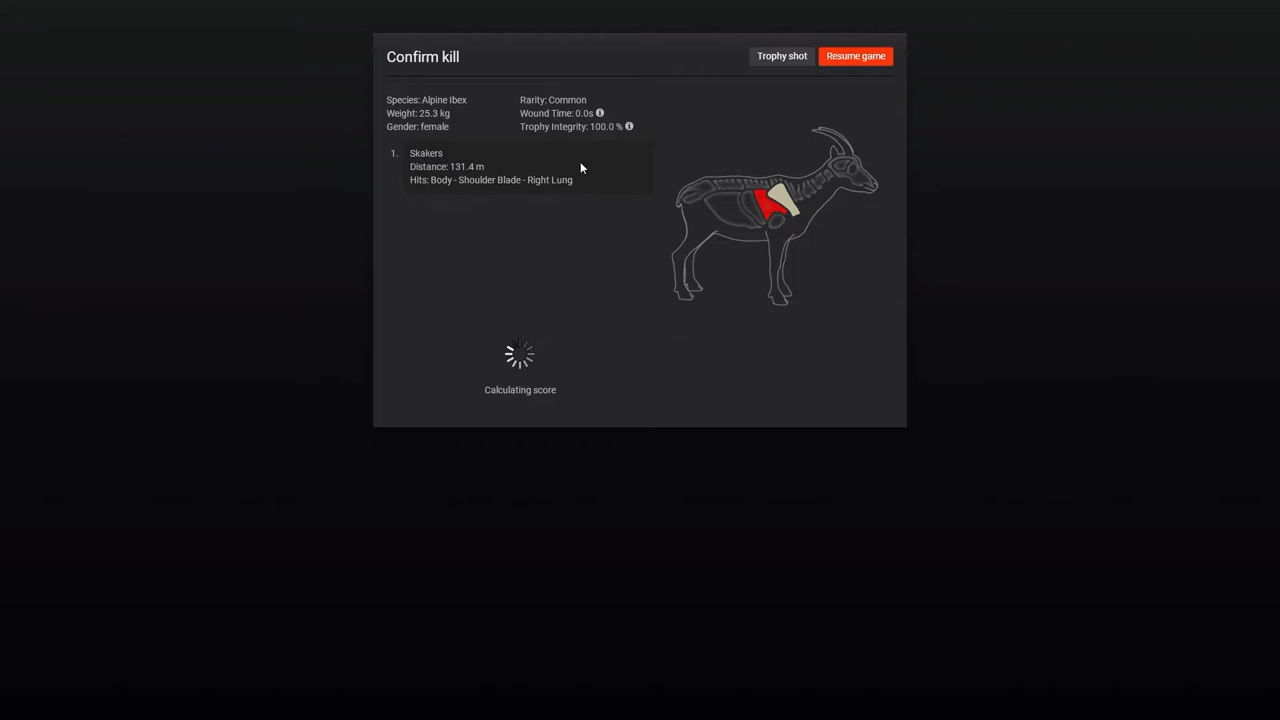 Confirm kill
Trophy shot
Resume game
Species: Alpine Ibex
Rarity: Common
Weight: 25.3 kg
Wound Time: 0.0s
Gender: female
Trophy Integrity: 100.0 %
1. Skakers
Distance: 131.4 m
Hits: Body - Shoulder Blade - Right Lung
Calculating score